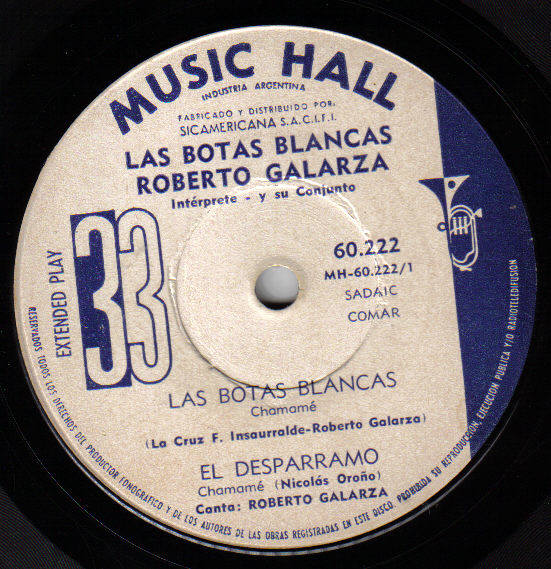 MUSIC HALL
INDUSTRIA ARGENTINA
FABRICADO Y DISTRIBUIDO POR:
SICAMERICANA S.A.C.I.F.I.
LAS BOTAS BLANCAS
ROBERTO GALARZA
Intérprete - y su Conjunto
EXTENDED PLAY
33
60.222
MH-60.222/1
SADAIC
COMAR
LAS BOTAS BLANCAS
Chamamé
(La Cruz F. Insaurralde-Roberto Galarza)
EL DESPARRAMO
Chamamé (Nicolás Oroño)
Canta: ROBERTO GALARZA
RESERVADOS TODOS LOS DERECHOS DEL PRODUCTOR FONOGRAFICO Y DE LOS AUTORES DE LAS OBRAS REGISTRADAS EN ESTE DISCO. PROHIBIDA SU REPRODUCCION, EJECUCION PUBLICA Y/O RADIOTELEDIFUSION